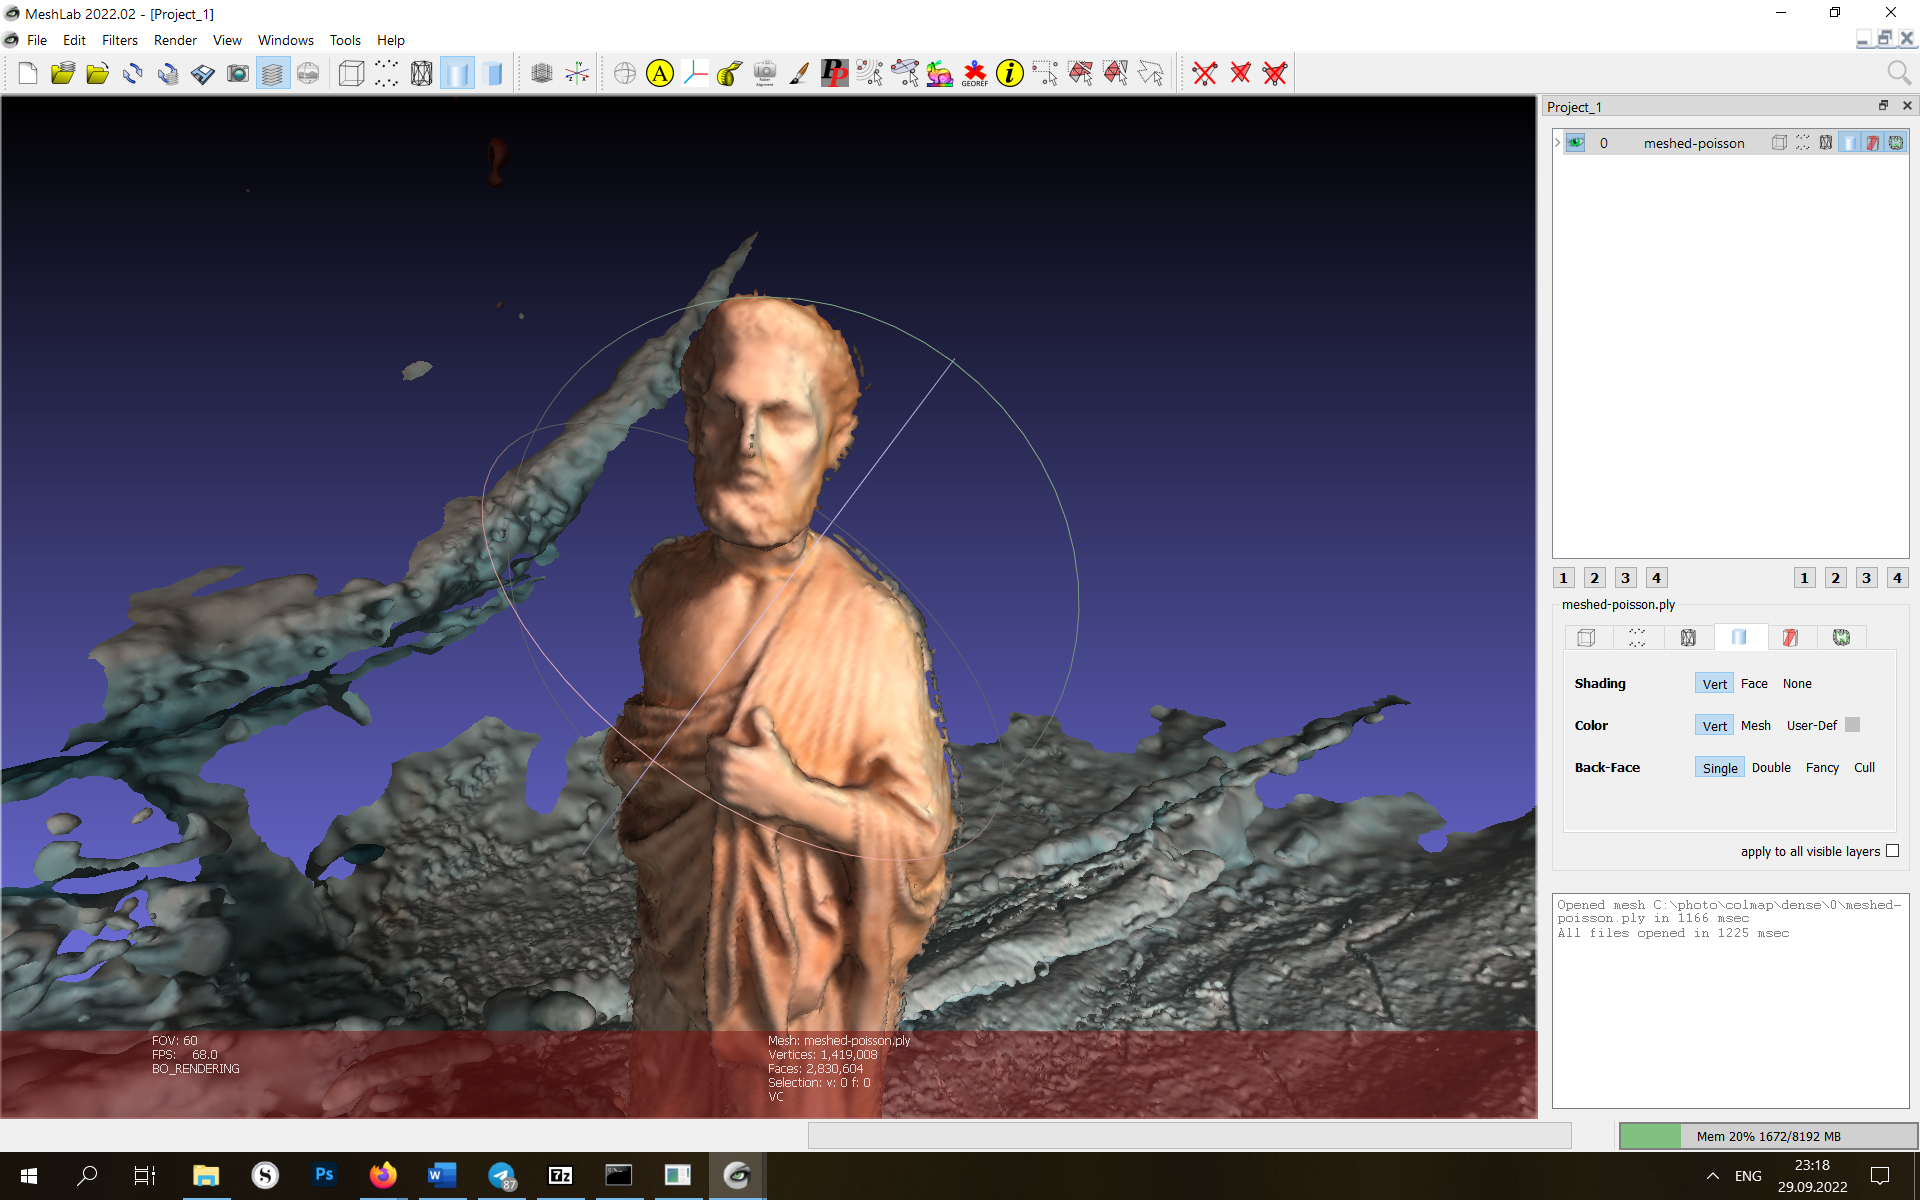 MeshLab 2022.02 - [Project_1]
File Edit Filters Render View Windows Tools Help
A
PP
GEOREF
i
Project_1
0 meshed-poisson
1 2 3 4 1 2 3 4
meshed-poisson.ply
Shading Vert Face None
Color Vert Mesh User-Def
Back-Face Single Double Fancy Cull
apply to all visible layers
Opened mesh C:\photo\colmap\dense\0\meshed-
poisson.ply in 1166 msec
All files opened in 1225 msec
FOV: 60
FPS: 68.0
BO_RENDERING
Mesh: meshed-poisson.ply
Vertices: 1,419,008
Faces: 2,830,604
Selection: v: 0 f: 0
VC
Mem 20% 1672/8192 MB
S Ps W 87 7z
ENG
23:18
29.09.2022